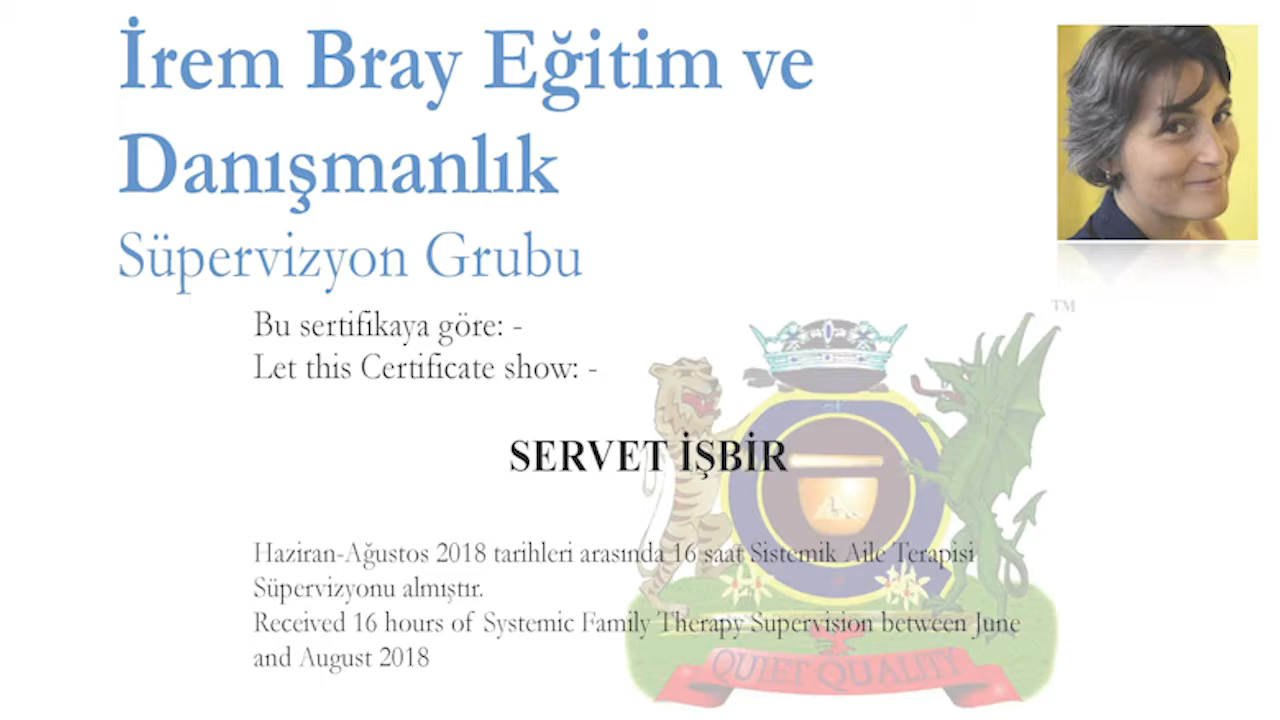 İrem Bray Eğitim ve
Danışmanlık
Süpervizyon Grubu
Bu sertifikaya göre: -
Let this Certificate show: -
TM
SERVET İŞBİR
Haziran-Ağustos 2018 tarihleri arasında 16 saat Sistemik Aile Terapisi
Süpervizyonu almıştır.
Received 16 hours of Systemic Family Therapy Supervision between June
and August 2018
QUIET QUALITY